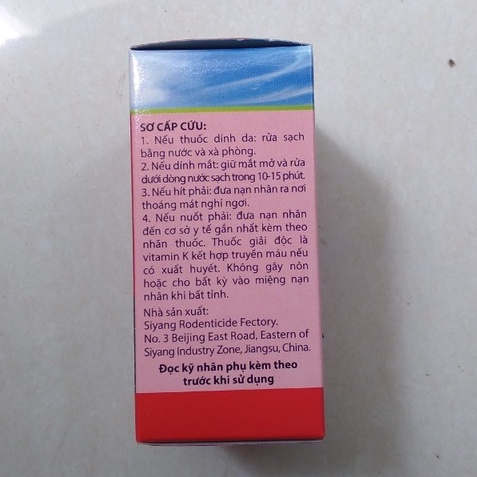 SƠ CẤP CỨU:
1. Nếu thuốc dính da: rửa sạch
bằng nước và xà phòng.
2. Nếu dính mắt: giữ mắt mở và rửa
dưới dòng nước sạch trong 10-15 phút.
3. Nếu hít phải: đưa nạn nhân ra nơi
thoáng mát nghỉ ngơi.
4. Nếu nuốt phải: đưa nạn nhân
đến cơ sở y tế gần nhất kèm theo
nhãn thuốc. Thuốc giải độc là
vitamin K kết hợp truyền máu nếu
có xuất huyết. Không gây nôn
hoặc cho bất kỳ vào miệng nạn
nhân khi bất tỉnh.
Nhà sản xuất:
Siyang Rodenticide Fectory.
No. 3 Beijing East Road, Eastern of
Siyang Industry Zone, Jiangsu, China.
Đọc kỹ nhãn phụ kèm theo
trước khi sử dụng